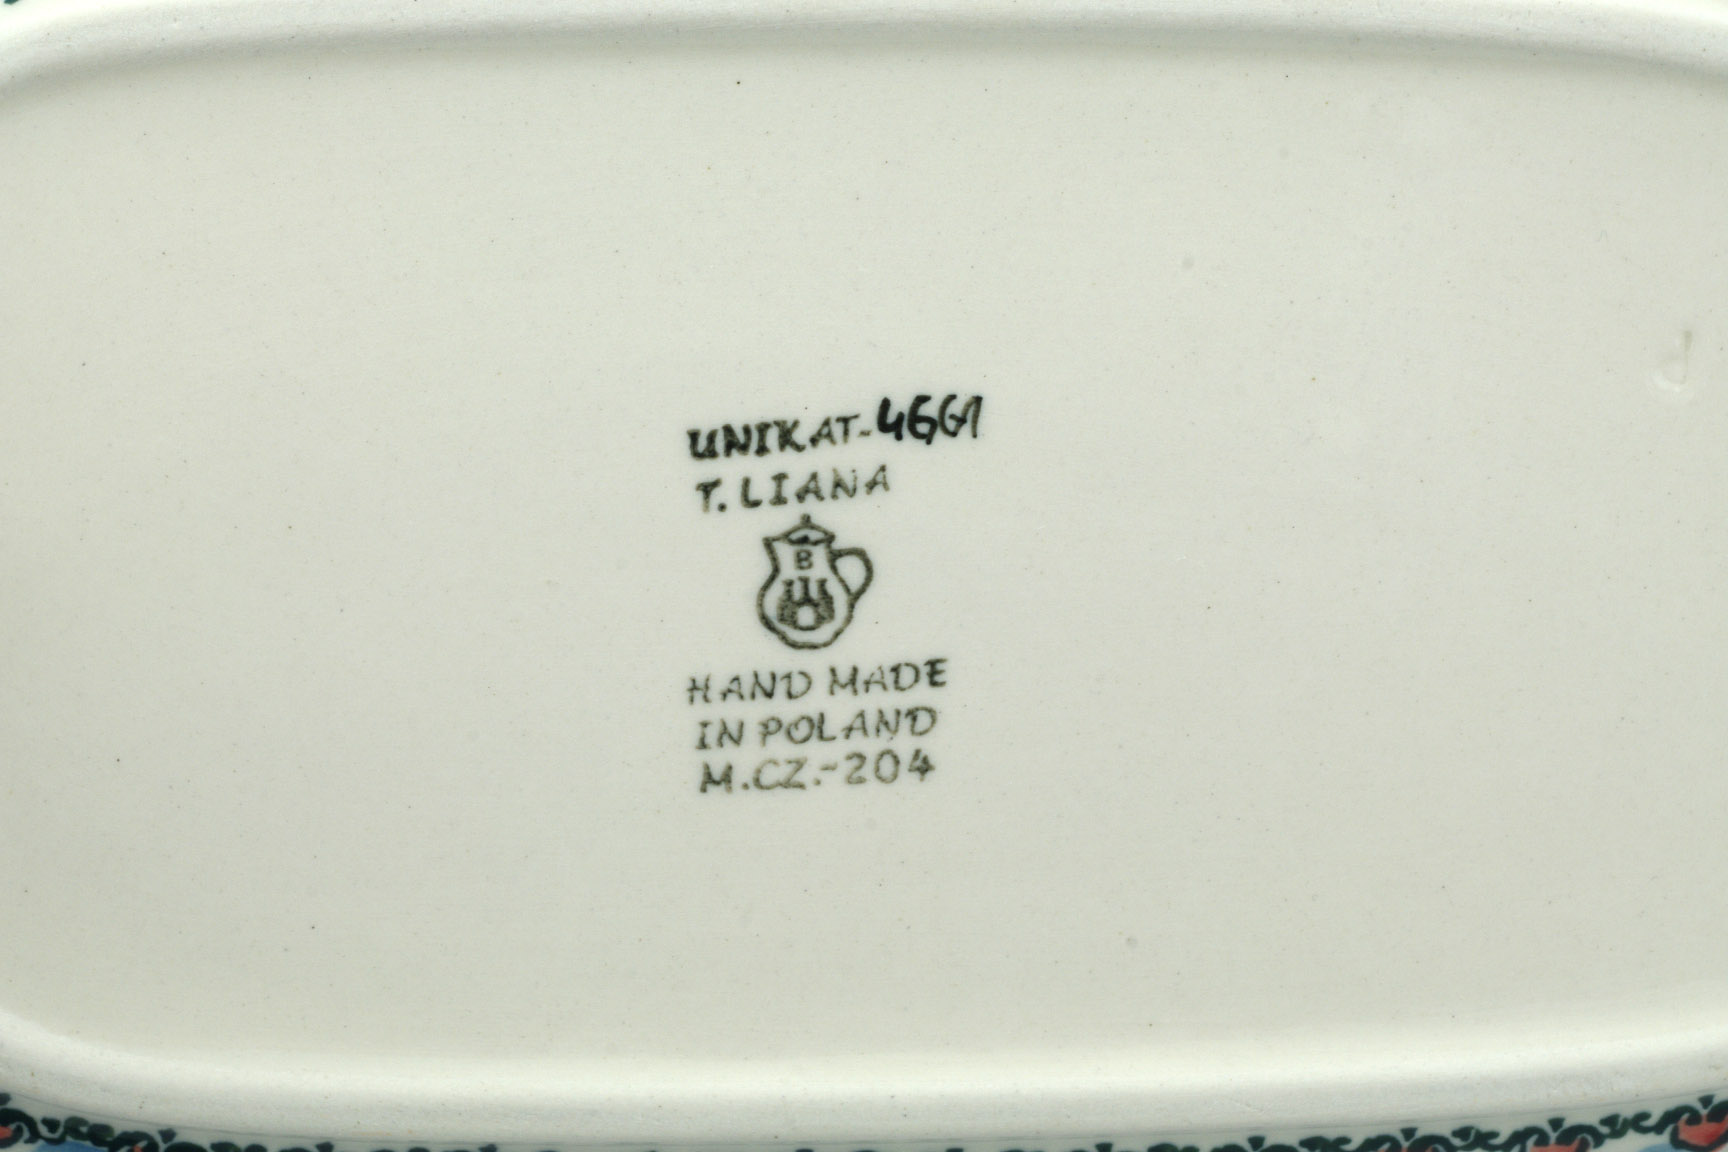 UNIKAT-4661
T. LIANA
B
HAND MADE
IN POLAND
M.CZ.-204